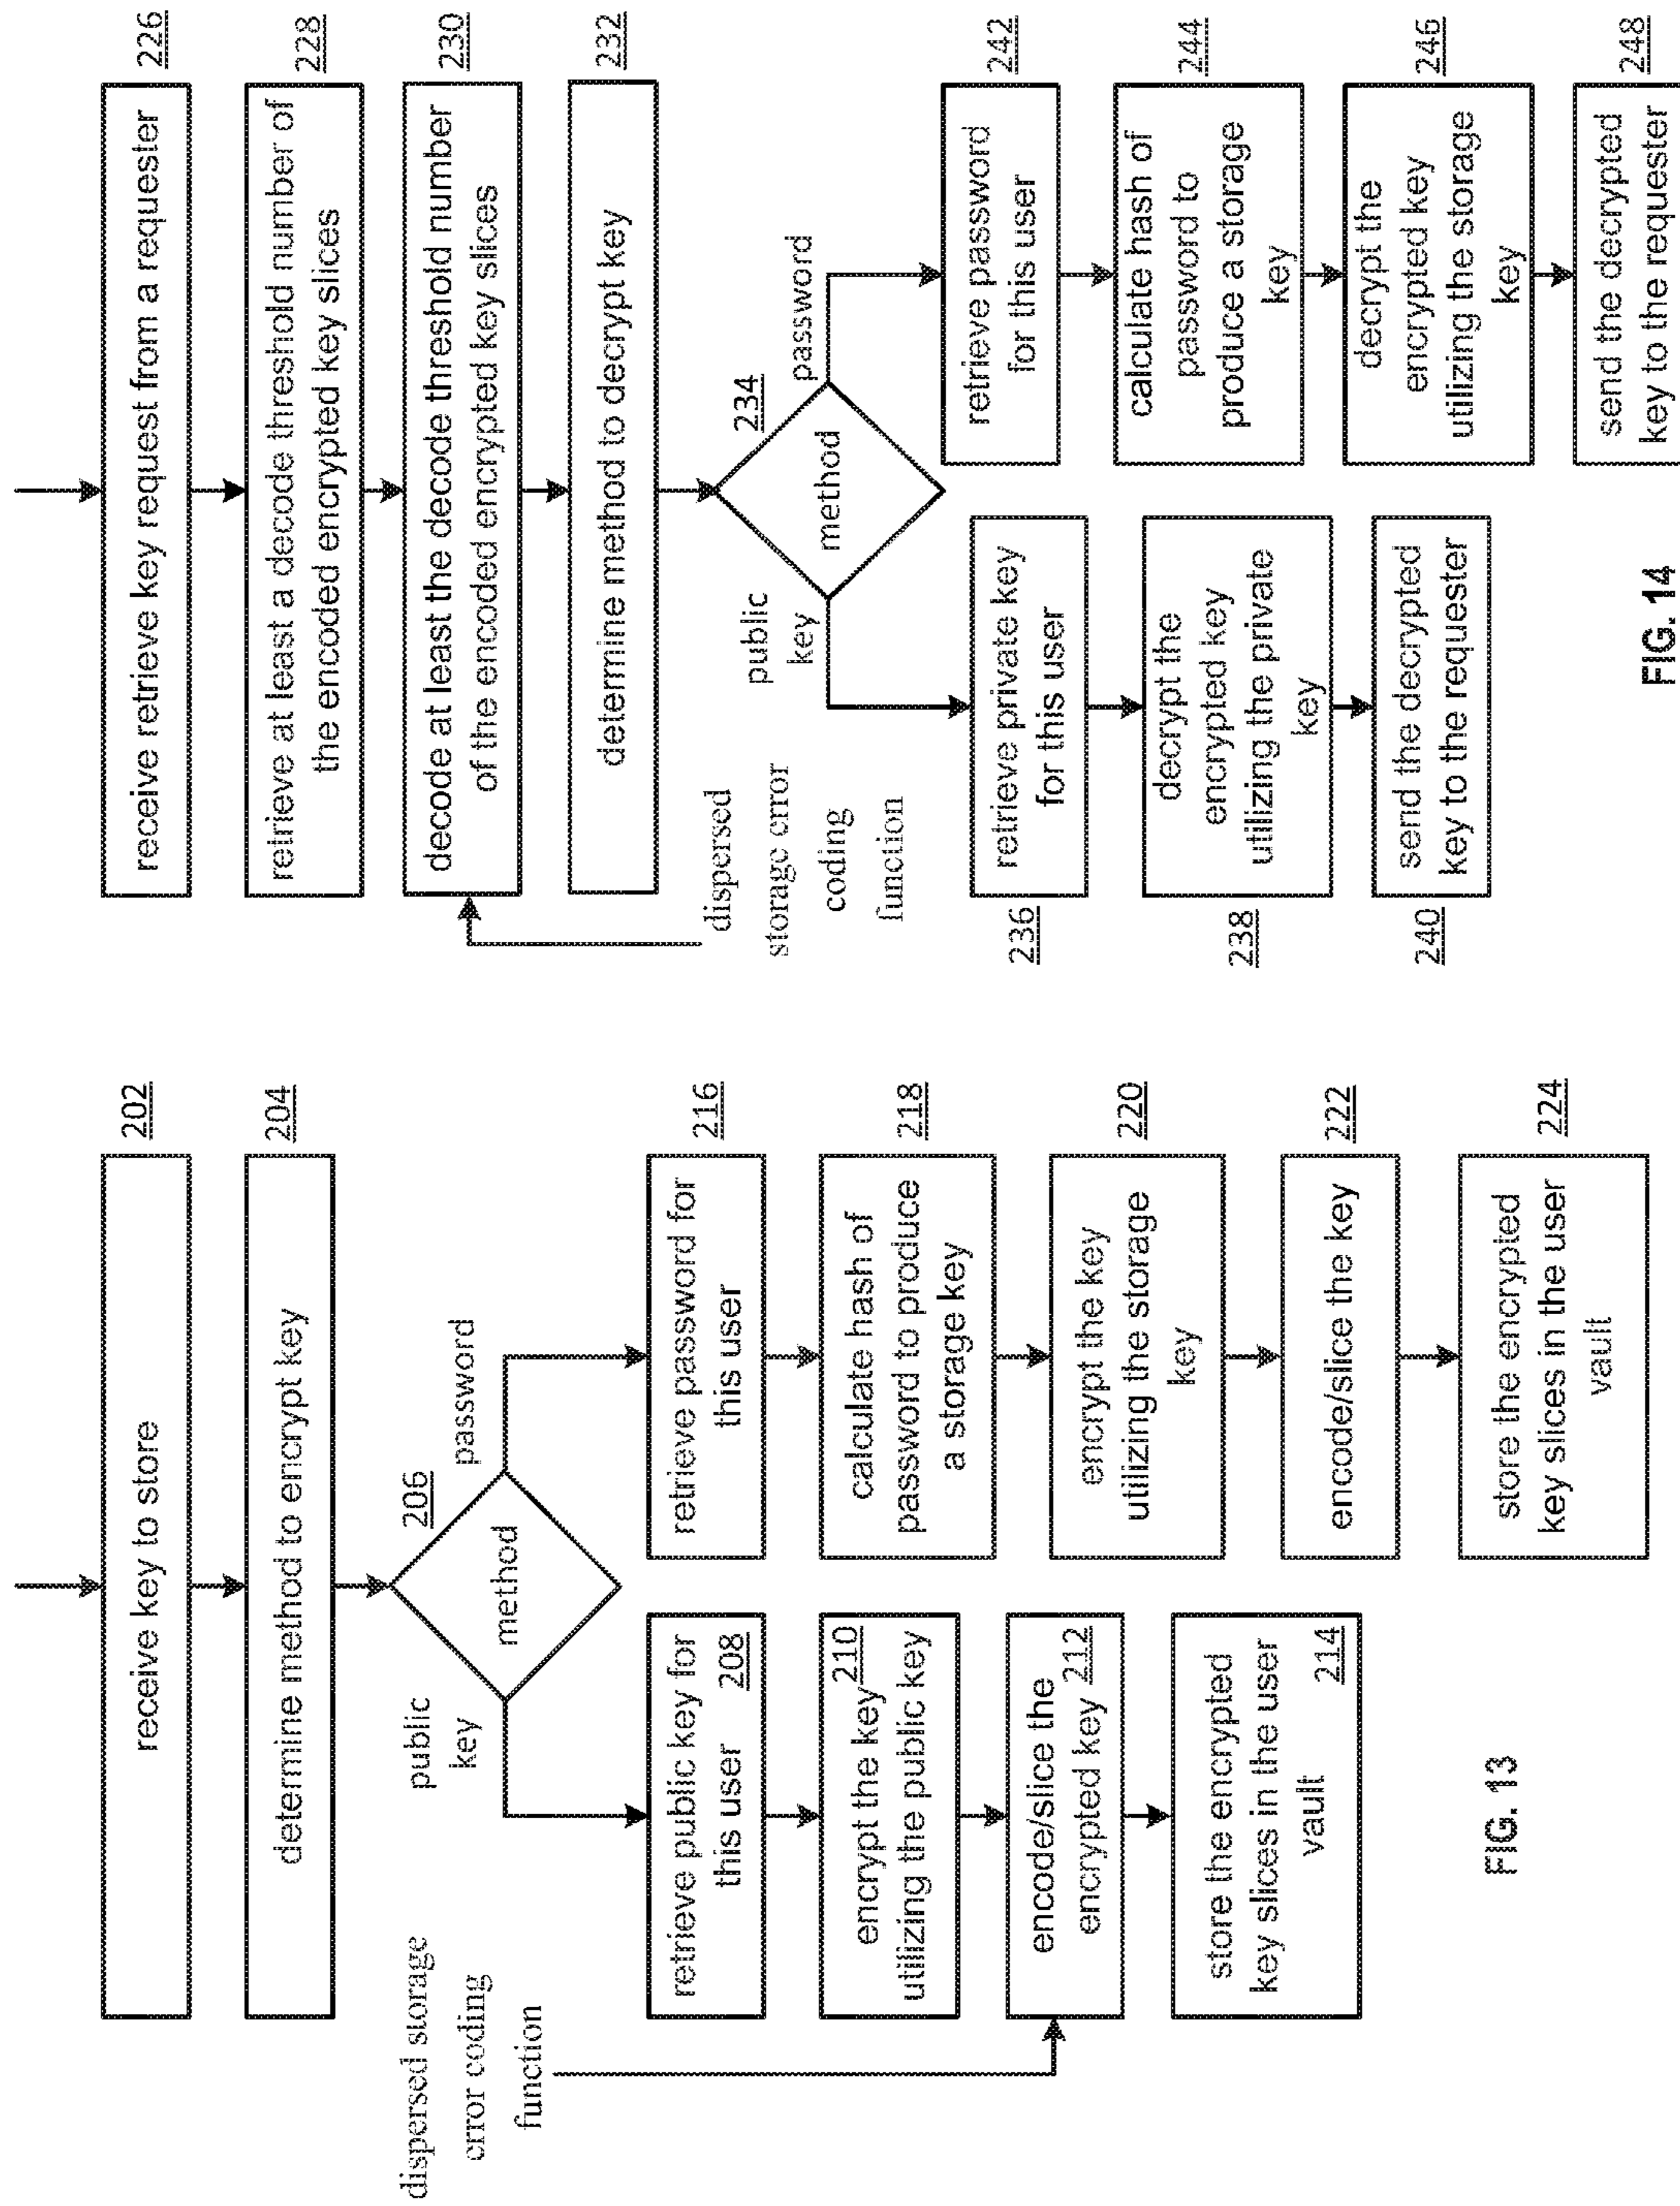 202
receive key to store
204
determine method to encrypt key
206
method
public
key
password
dispersed storage
error coding
function
retrieve public key for
this user
208
210
encrypt the key
utilizing the public key
encode/slice the
encrypted key
212
store the encrypted
key slices in the user
vault
214
216
retrieve password for
this user
218
calculate hash of
password to produce
a storage key
220
encrypt the key
utilizing the storage
key
222
encode/slice the key
224
store the encrypted
key slices in the user
vault
FIG. 13
226
receive retrieve key request from a requester
228
retrieve at least a decode threshold number of
the encoded encrypted key slices
230
decode at least the decode threshold number
of the encoded encrypted key slices
232
determine method to decrypt key
234
method
public
key
password
dispersed
storage error
coding
function
236
retrieve private key
for this user
238
decrypt the
encrypted key
utilizing the private
key
240
send the decrypted
key to the requester
242
retrieve password
for this user
244
calculate hash of
password to
produce a storage
key
246
decrypt the
encrypted key
utilizing the storage
key
248
send the decrypted
key to the requester
FIG. 14